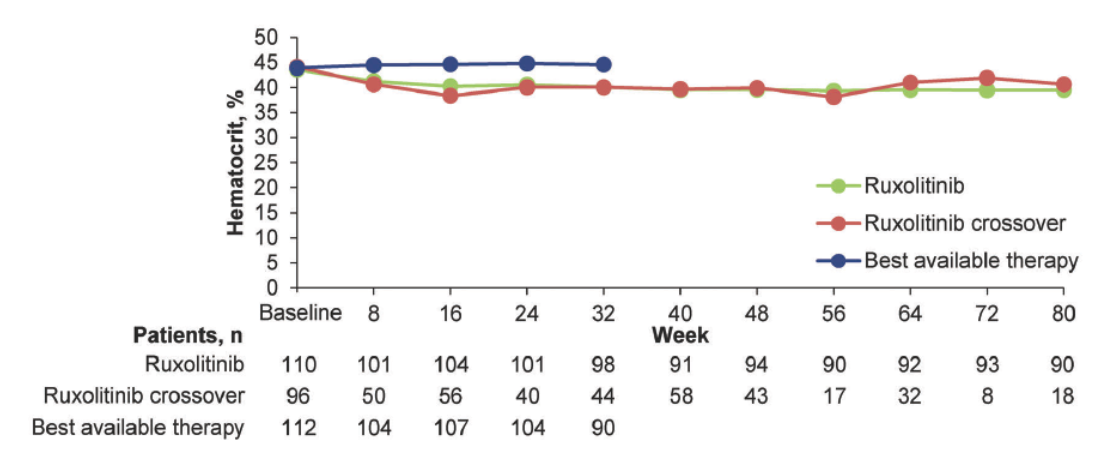 Hematocrit, %
50
45
40
35
30
25
20
15
10
5
0
Ruxolitinib
Ruxolitinib crossover
Best available therapy
Baseline 8 16 24 32 40 48 56 64 72 80
Patients, n Week
Ruxolitinib 110 101 104 101 98 91 94 90 92 93 90
Ruxolitinib crossover 96 50 56 40 44 58 43 17 32 8 18
Best available therapy 112 104 107 104 90